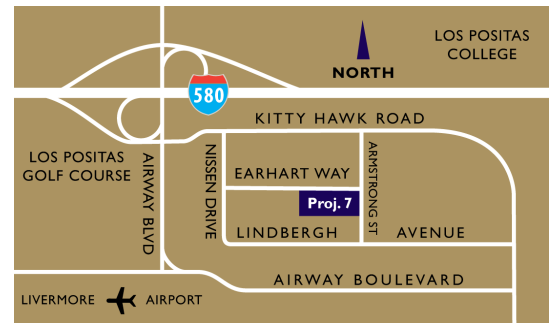 LOS POSITAS
COLLEGE
NORTH
580
KITTY HAWK ROAD
LOS POSITAS
GOLF COURSE
AIRWAY BLVD
NISSEN DRIVE
EARHART WAY
ARMSTRONG ST
Proj. 7
LINDBERGH AVENUE
AIRWAY BOULEVARD
LIVERMORE AIRPORT